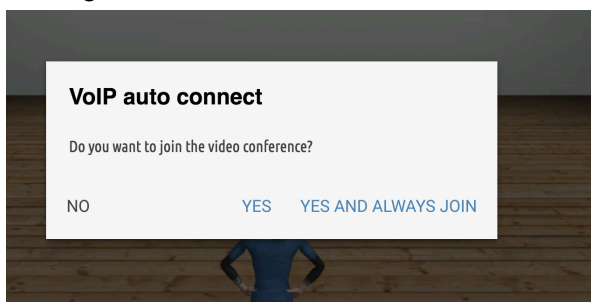 VoIP auto connect
Do you want to join the video conference?
NO YES YES AND ALWAYS JOIN